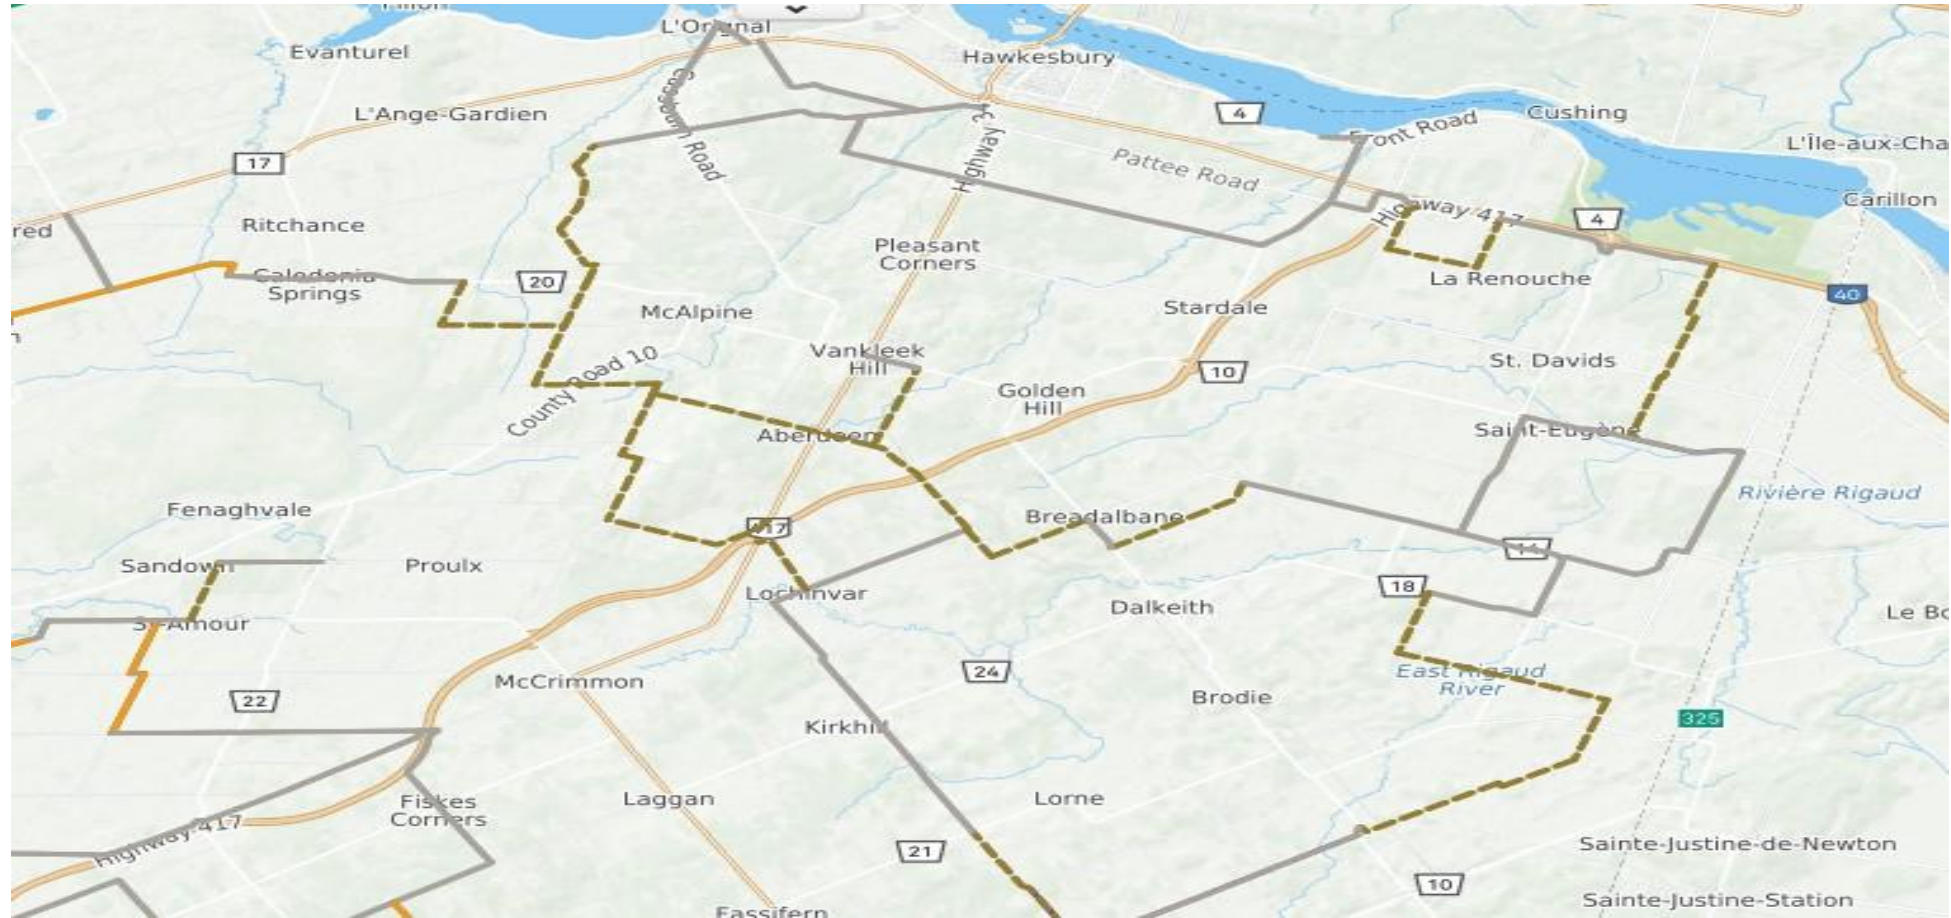 L'Orignal
Evanturel
Hawkesbury
L'Ange-Gardien
Cassburn Road
Highway 34
4
Front Road
Cushing
L'Île-aux-Cha
17
Pattee Road
Carillon
Ritchance
red
Highway 417
4
Pleasant
Corners
Caledonia
Springs
20
La Renouche
40
McAlpine
Stardale
Vankleek
Hill
County Road 10
10
St. Davids
Golden
Hill
Aberdeen
Saint-Eugène
Rivière Rigaud
Fenaghvale
Breadalbane
417
14
Sandown
Proulx
Lochinvar
18
Dalkeith
Le Bo
St-Amour
24
East Rigaud
River
McCrimmon
22
Brodie
Kirkhill
325
Fiskes
Corners
Laggan
Lorne
Highway 417
21
Sainte-Justine-de-Newton
10
Sainte-Justine-Station
Fassifern